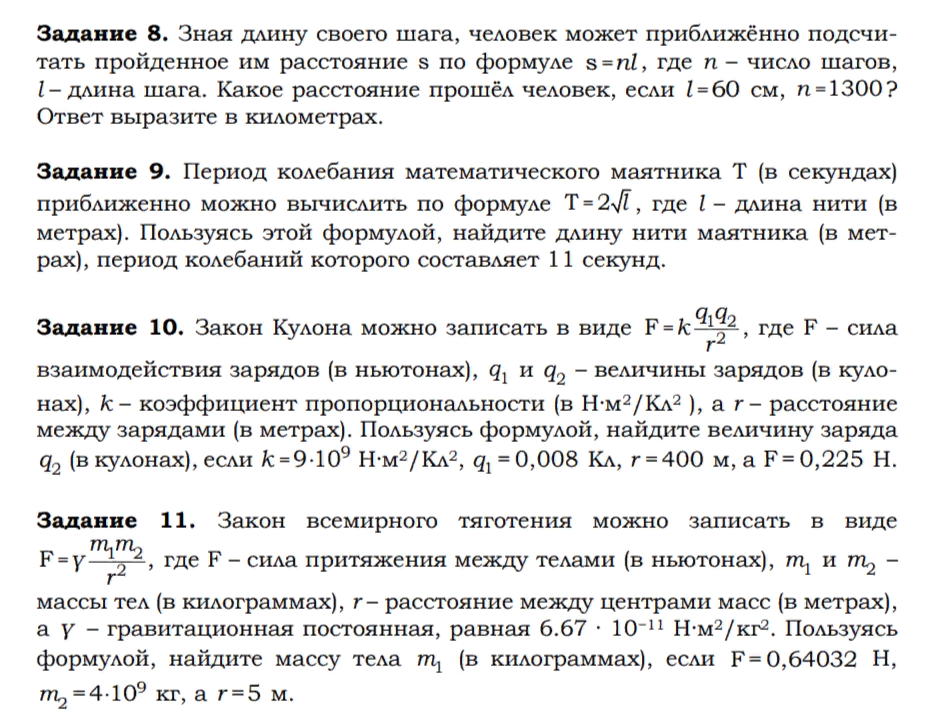 Задание 8. Зная длину своего шага, человек может приближённо подсчи-
тать пройденное им расстояние s по формуле s=nl, где n – число шагов,
l – длина шага. Какое расстояние прошёл человек, если l=60 см, n=1300?
Ответ выразите в километрах.
Задание 9. Период колебания математического маятника T (в секундах)
приближенно можно вычислить по формуле T=2√l, где l – длина нити (в
метрах). Пользуясь этой формулой, найдите длину нити маятника (в мет-
рах), период колебаний которого составляет 11 секунд.
Задание 10. Закон Кулона можно записать в виде F=k q₁q₂/r², где F – сила
взаимодействия зарядов (в ньютонах), q₁ и q₂ – величины зарядов (в куло-
нах), k – коэффициент пропорциональности (в Н·м²/Кл² ), а r – расстояние
между зарядами (в метрах). Пользуясь формулой, найдите величину заряда
q₂ (в кулонах), если k=9·10⁹ Н·м²/Кл², q₁=0,008 Кл, r=400 м, а F=0,225 Н.
Задание 11. Закон всемирного тяготения можно записать в виде
F=γ m₁m₂/r², где F – сила притяжения между телами (в ньютонах), m₁ и m₂ –
массы тел (в килограммах), r – расстояние между центрами масс (в метрах),
а γ – гравитационная постоянная, равная 6.67 · 10⁻¹¹ Н·м²/кг². Пользуясь
формулой, найдите массу тела m₁ (в килограммах), если F=0,64032 Н,
m₂=4·10⁹ кг, а r=5 м.